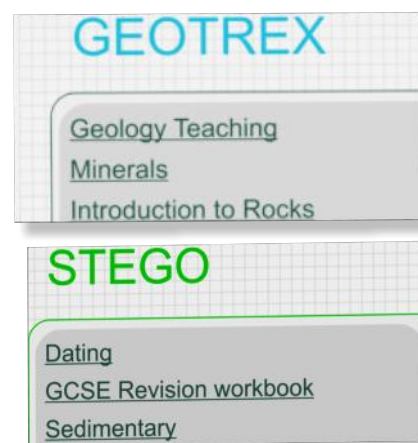 GEOTREX
Geology Teaching
Minerals
Introduction to Rocks
STEGO
Dating
GCSE Revision workbook
Sedimentary